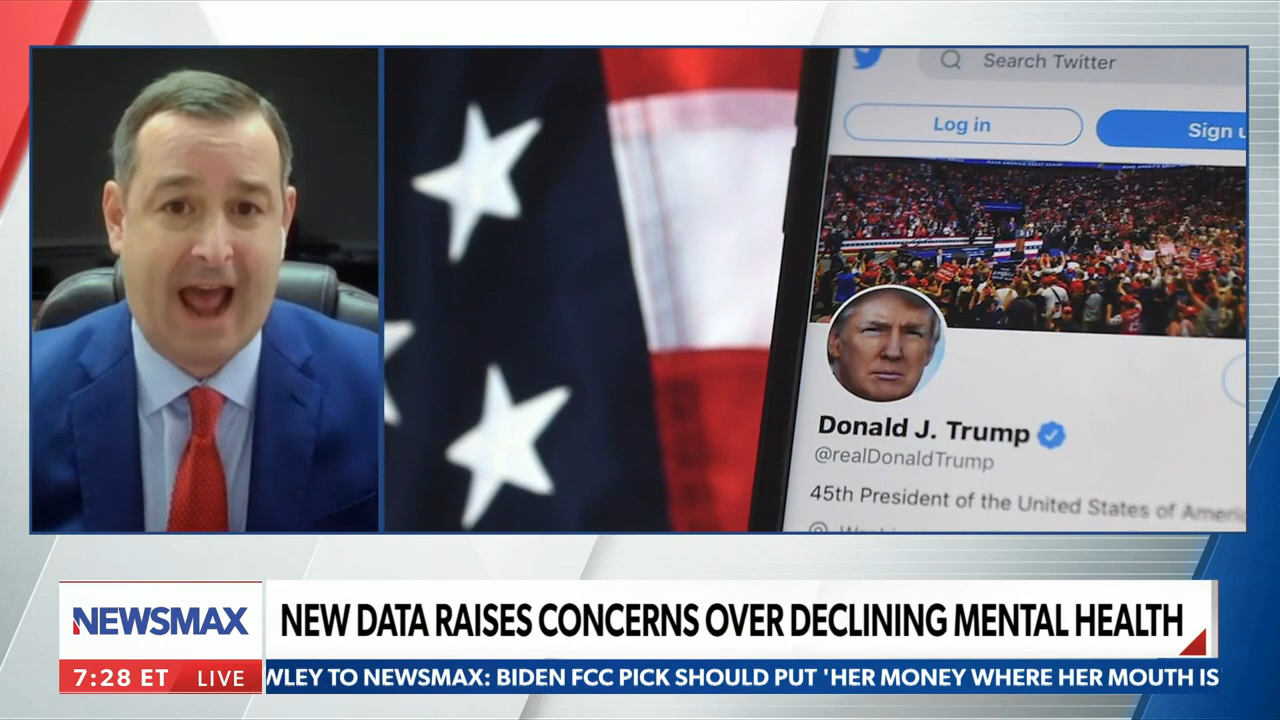 Search Twitter
Log in
Sign u
Donald J. Trump
@realDonaldTrump
45th President of the United States of Americ
NEWSMAX
NEW DATA RAISES CONCERNS OVER DECLINING MENTAL HEALTH
7:28 ET LIVE
WLEY TO NEWSMAX: BIDEN FCC PICK SHOULD PUT 'HER MONEY WHERE HER MOUTH IS